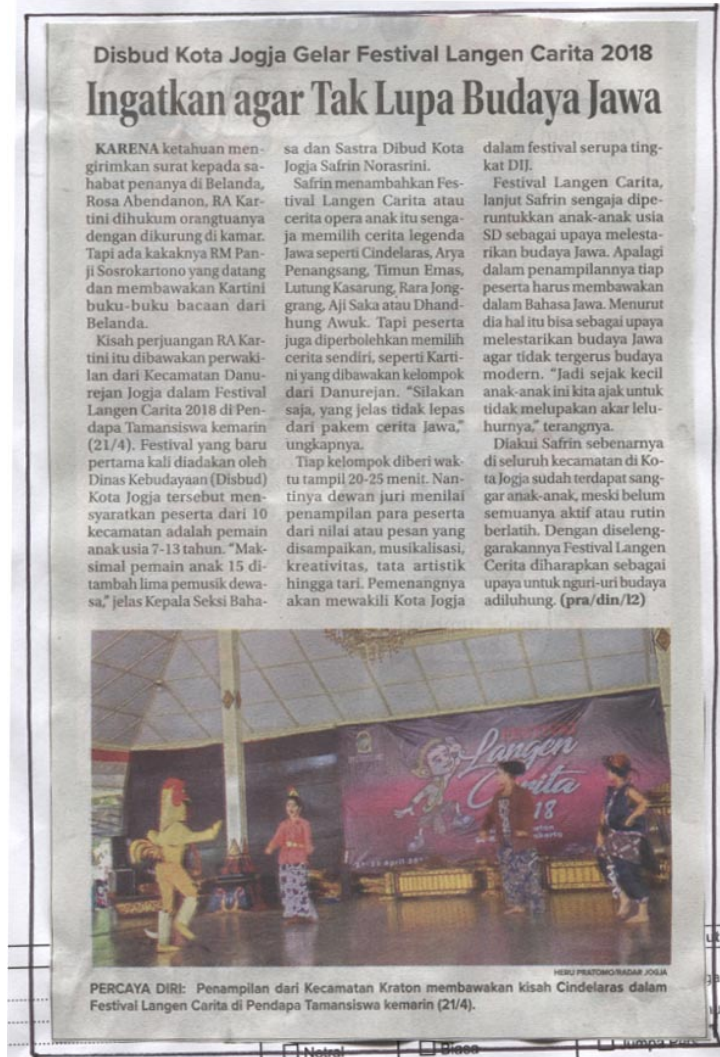 Disbud Kota Jogja Gelar Festival Langen Carita 2018
Ingatkan agar Tak Lupa Budaya Jawa
KARENA ketahuan men-
girimkan surat kepada sa-
habat penanya di Belanda,
Rosa Abendanon, RA Kar-
tini dihukum orangtuanya
dengan dikurung di kamar.
Tapi ada kakaknya RM Pan-
ji Sosrokartono yang datang
dan membawakan Kartini
buku-buku bacaan dari
Belanda.
Kisah perjuangan RA Kar-
tini itu dibawakan perwaki-
lan dari Kecamatan Danu-
rejan Jogja dalam Festival
Langen Carita 2018 di Pen-
dapa Tamansiswa kemarin
(21/4). Festival yang baru
pertama kali diadakan oleh
Dinas Kebudayaan (Disbud)
Kota Jogja tersebut men-
syaratkan peserta dari 10
kecamatan adalah pemain
anak usia 7-13 tahun. "Mak-
simal pemain anak 15 di-
tambah lima pemusik dewa-
sa," jelas Kepala Seksi Baha-
sa dan Sastra Dibud Kota
Jogja Safrin Norasrini.
Safrin menambahkan Fes-
tival Langen Carita atau
cerita opera anak itu senga-
ja memilih cerita legenda
Jawa seperti Cindelaras, Arya
Penangsang, Timun Emas,
Lutung Kasarung, Rara Jong-
grang, Aji Saka atau Dhand-
hung Awuk. Tapi peserta
juga diperbolehkan memilih
cerita sendiri, seperti Karti-
ni yang dibawakan kelompok
dari Danurejan. "Silakan
saja, yang jelas tidak lepas
dari pakem cerita Jawa,"
ungkapnya.
Tiap kelompok diberi wak-
tu tampil 20-25 menit. Nan-
tinya dewan juri menilai
penampilan para peserta
dari nilai atau pesan yang
disampaikan, musikalisasi,
kreativitas, tata artistik
hingga tari. Pemenangnya
akan mewakili Kota Jogja
dalam festival serupa ting-
kat DIJ.
Festival Langen Carita,
lanjut Safrin sengaja dipe-
runtukkan anak-anak usia
SD sebagai upaya melesta-
rikan budaya Jawa. Apalagi
dalam penampilannya tiap
peserta harus membawakan
dalam Bahasa Jawa. Menurut
dia hal itu bisa sebagai upaya
melestarikan budaya Jawa
agar tidak tergerus budaya
modern. "Jadi sejak kecil
anak-anak ini kita ajak untuk
tidak melupakan akar lelu-
hurnya," terangnya.
Diakui Safrin sebenarnya
di seluruh kecamatan di Ko-
ta Jogja sudah terdapat sang-
gar anak-anak, meski belum
semuanya aktif atau rutin
berlatih. Dengan diseleng-
garakannya Festival Langen
Cerita diharapkan sebagai
upaya untuk nguri-uri budaya
adiluhung. (pra/din/l2)
Langen
Carita
18
HERU PRATOMO/RADAR JOGJA
PERCAYA DIRI: Penampilan dari Kecamatan Kraton membawakan kisah Cindelaras dalam
Festival Langen Carita di Pendapa Tamansiswa kemarin (21/4).
Netral
Biasa
Jumpa Pers